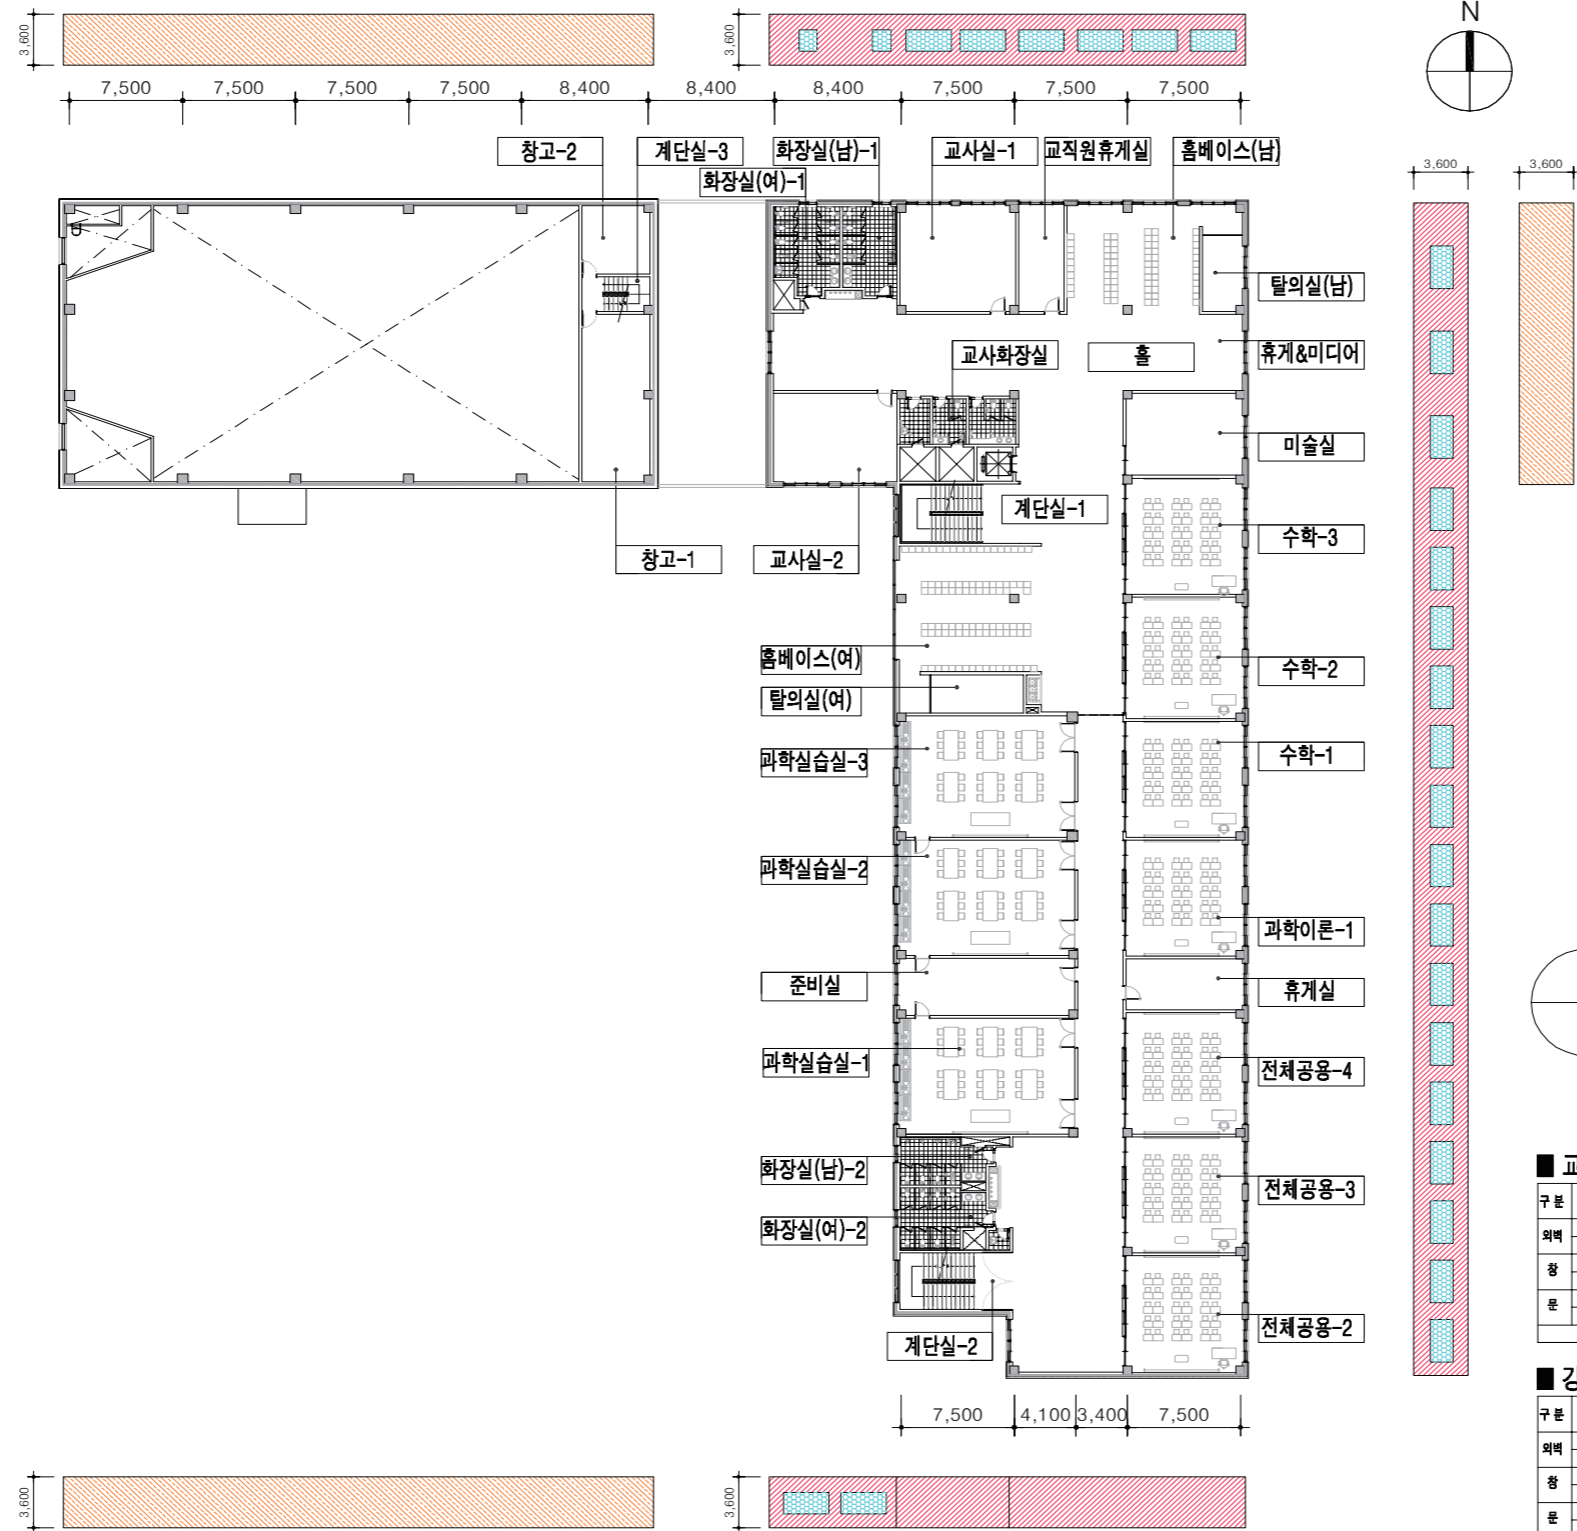 N
3,600
3,600
7,500
7,500
7,500
7,500
8,400
8,400
8,400
7,500
7,500
7,500
3,600
3,600
창고-2
계단실-3
화장실(남)-1
교사실-1
교직원휴게실
홈베이스(남)
화장실(여)-1
탈의실(남)
교사화장실
홀
휴게&미디어
미술실
계단실-1
수학-3
창고-1
교사실-2
홈베이스(여)
수학-2
탈의실(여)
과학실습실-3
수학-1
과학실습실-2
과학이론-1
준비실
휴게실
과학실습실-1
전체공용-4
화장실(남)-2
전체공용-3
화장실(여)-2
계단실-2
전체공용-2
■ 교
구분
외벽
창
문
■ 강
구분
외벽
창
문
7,500
4,100
3,400
7,500
3,600